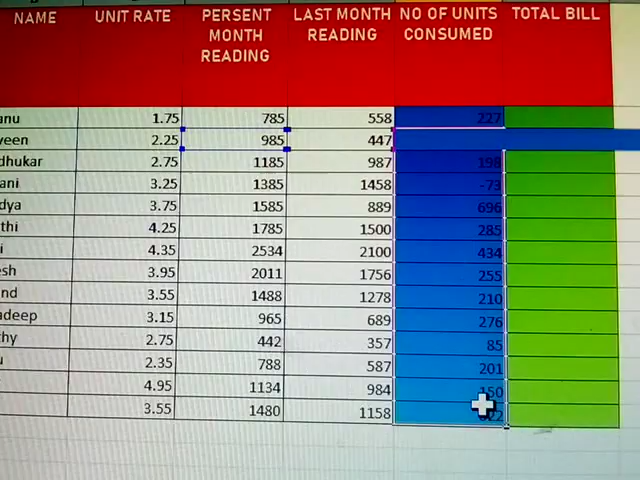 NAME UNIT RATE PERSENT MONTH READING LAST MONTH READING NO OF UNITS CONSUMED TOTAL BILL
anu 1.75 785 558 227
veen 2.25 985 447
dhukar 2.75 1185 987 198
ani 3.25 1385 1458 -73
dya 3.75 1585 889 696
thi 4.25 1785 1500 285
i 4.35 2534 2100 434
esh 3.95 2011 1756 255
nd 3.55 1488 1278 210
adeep 3.15 965 689 276
thy 2.75 442 357 85
u 2.35 788 587 201
4.95 1134 984 150
3.55 1480 1158